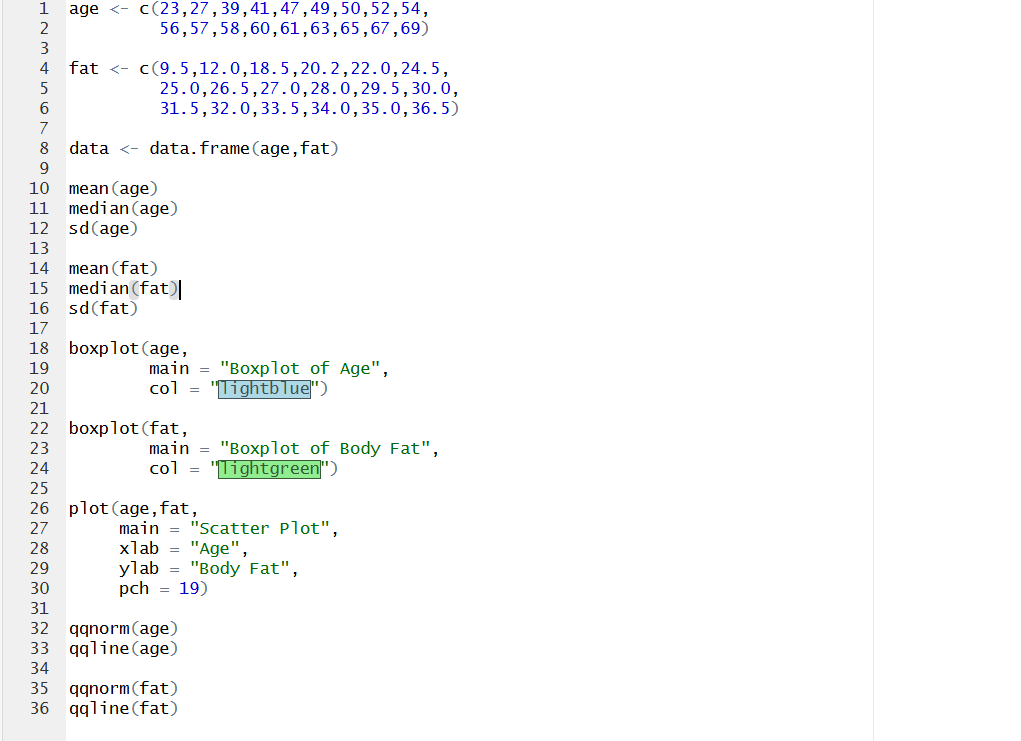 1 age <- c(23,27,39,41,47,49,50,52,54,
2          56,57,58,60,61,63,65,67,69)
3
4 fat <- c(9.5,12.0,18.5,20.2,22.0,24.5,
5          25.0,26.5,27.0,28.0,29.5,30.0,
6          31.5,32.0,33.5,34.0,35.0,36.5)
7
8 data <- data.frame(age,fat)
9
10 mean(age)
11 median(age)
12 sd(age)
13
14 mean(fat)
15 median(fat)
16 sd(fat)
17
18 boxplot(age,
19         main = "Boxplot of Age",
20         col = "lightblue")
21
22 boxplot(fat,
23         main = "Boxplot of Body Fat",
24         col = "lightgreen")
25
26 plot(age,fat,
27      main = "Scatter Plot",
28      xlab = "Age",
29      ylab = "Body Fat",
30      pch = 19)
31
32 qqnorm(age)
33 qqline(age)
34
35 qqnorm(fat)
36 qqline(fat)